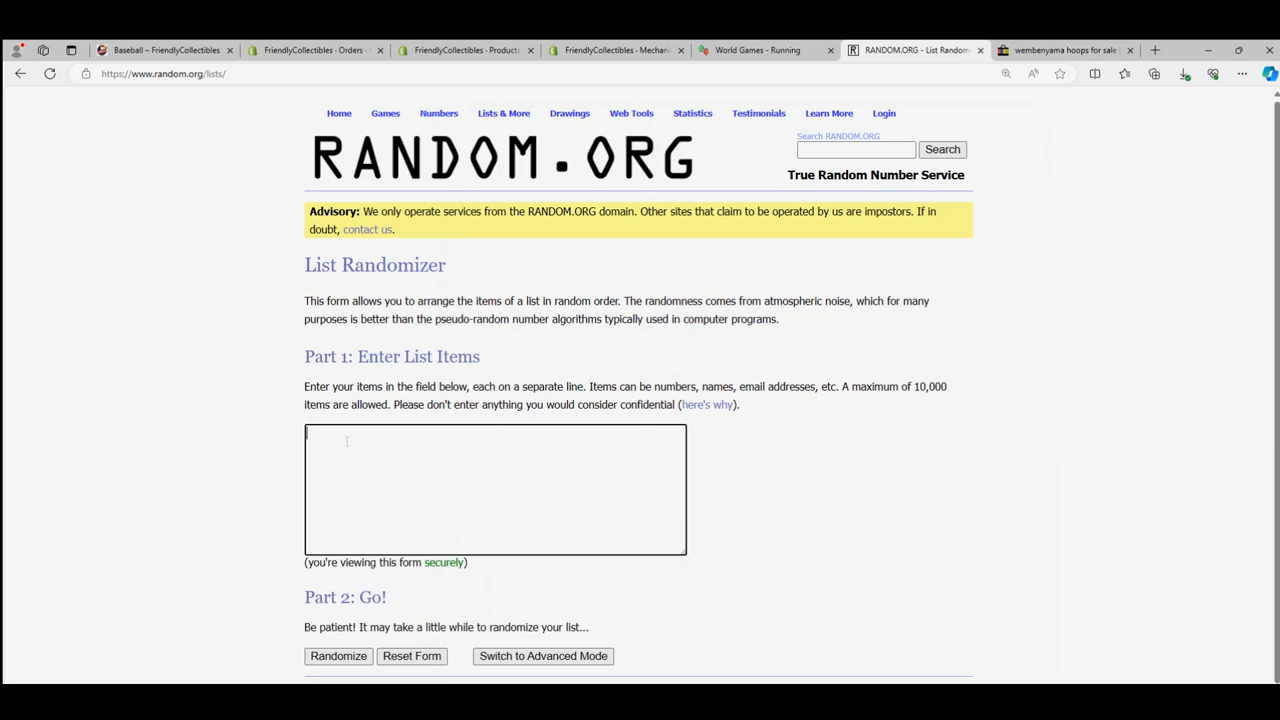 Baseball – FriendlyCollectibles
FriendlyCollectibles - Orders -
FriendlyCollectibles - Products
FriendlyCollectibles - Mechani
World Games - Running
RANDOM.ORG - List Random
wembenyama hoops for sale
https://www.random.org/lists/
Home Games Numbers Lists & More Drawings Web Tools Statistics Testimonials Learn More Login
RANDOM.ORG
Search RANDOM.ORG
Search
True Random Number Service
Advisory: We only operate services from the RANDOM.ORG domain. Other sites that claim to be operated by us are impostors. If in
doubt, contact us.
List Randomizer
This form allows you to arrange the items of a list in random order. The randomness comes from atmospheric noise, which for many
purposes is better than the pseudo-random number algorithms typically used in computer programs.
Part 1: Enter List Items
Enter your items in the field below, each on a separate line. Items can be numbers, names, email addresses, etc. A maximum of 10,000
items are allowed. Please don't enter anything you would consider confidential (here's why).
(you're viewing this form securely)
Part 2: Go!
Be patient! It may take a little while to randomize your list...
Randomize Reset Form Switch to Advanced Mode